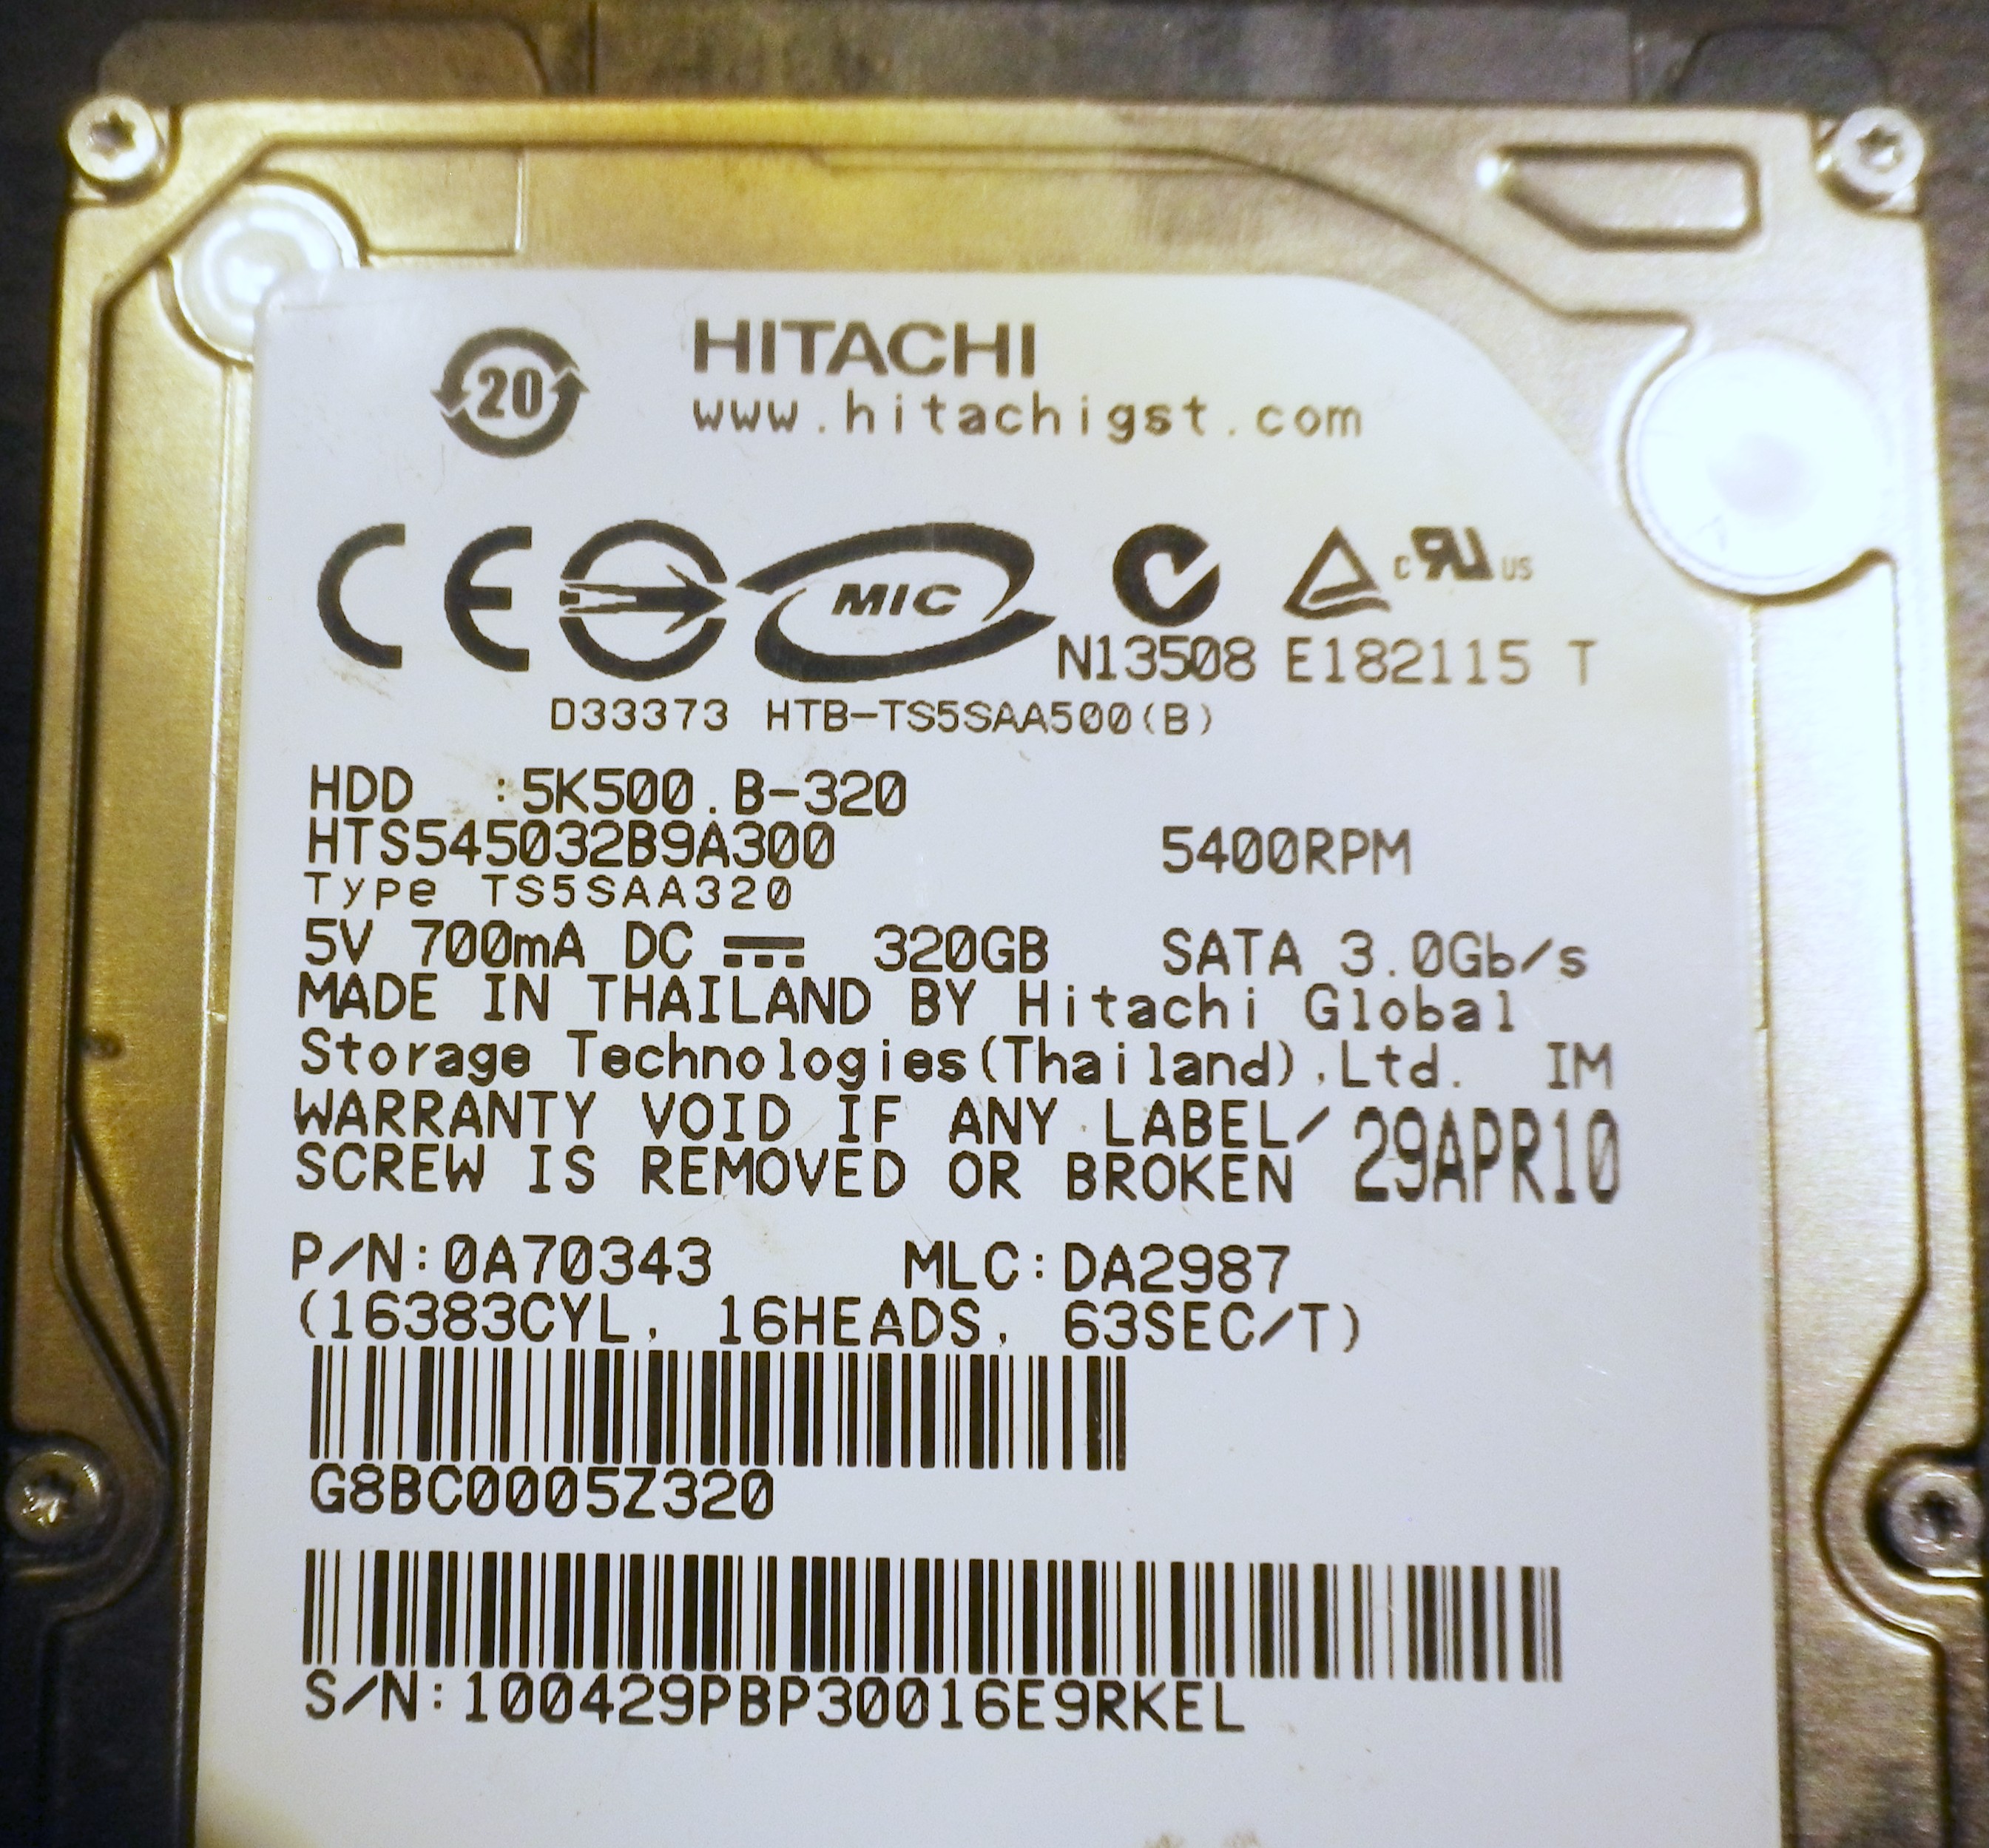 20
HITACHI
www.hitachigst.com
CE
MIC
c RU US
N13508 E182115 T
D33373 HTB-TS5SAA500(B)
HDD :5K500.B-320
HTS545032B9A300 5400RPM
Type TS5SAA320
5V 700mA DC 320GB SATA 3.0Gb/s
MADE IN THAILAND BY Hitachi Global
Storage Technologies(Thailand),Ltd. IM
WARRANTY VOID IF ANY LABEL/
SCREW IS REMOVED OR BROKEN 29APR10
P/N:0A70343 MLC:DA2987
(16383CYL, 16HEADS, 63SEC/T)
G8BC0005Z320
S/N:100429PBP30016E9RKEL